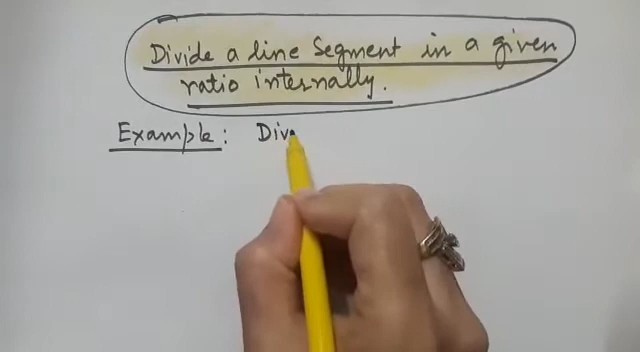 Divide a line Segment in a given
ratio internally.
Example: Div